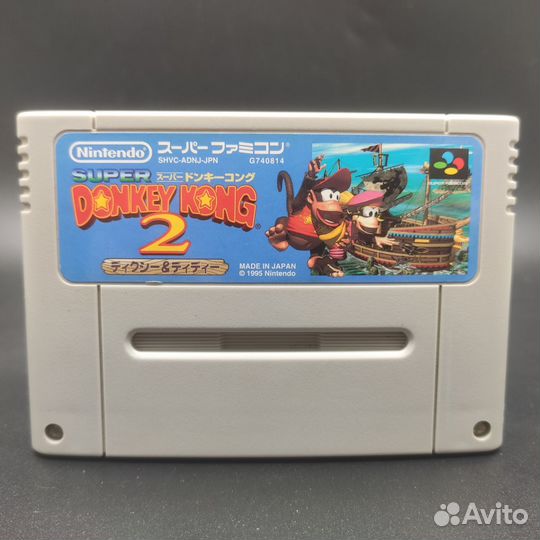 Nintendo スーパーファミコン
SHVC-ADNJ-JPN G740814
SUPER スーパードンキーコング
DONKEY KONG
2
ディクシー&ディディー
MADE IN JAPAN
© 1995 Nintendo
SUPER FAMICOM
Avito